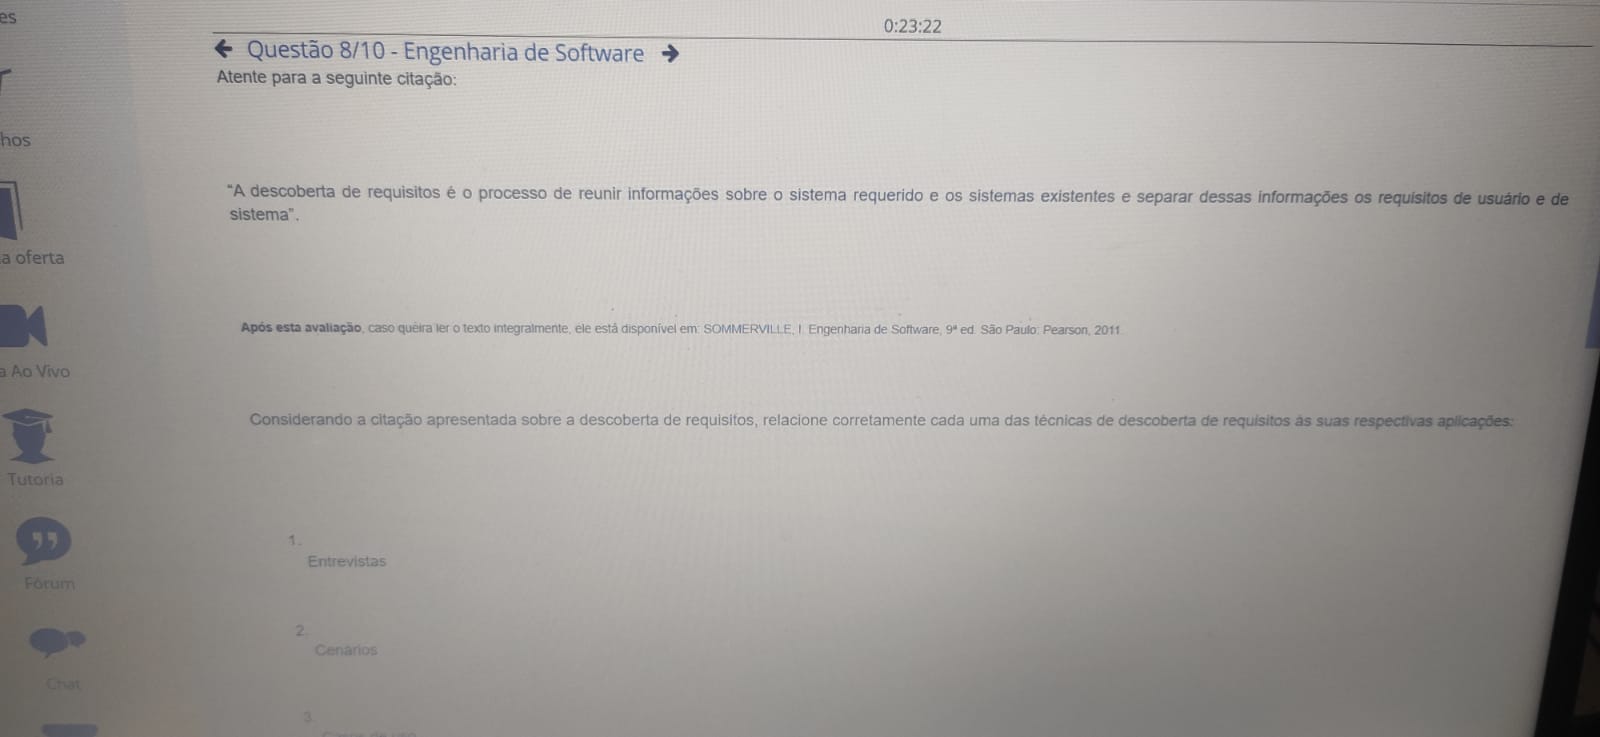 es
0:23:22
← Questão 8/10 - Engenharia de Software →
Atente para a seguinte citação:
hos
"A descoberta de requisitos é o processo de reunir informações sobre o sistema requerido e os sistemas existentes e separar dessas informações os requisitos de usuário e de
sistema".
a oferta
Após esta avaliação, caso queira ler o texto integralmente, ele está disponível em: SOMMERVILLE, I. Engenharia de Software, 9ª ed. São Paulo: Pearson, 2011.
a Ao Vivo
Considerando a citação apresentada sobre a descoberta de requisitos, relacione corretamente cada uma das técnicas de descoberta de requisitos às suas respectivas aplicações:
Tutoria
1.
Entrevistas
Fórum
2.
Cenários
Chat
3.